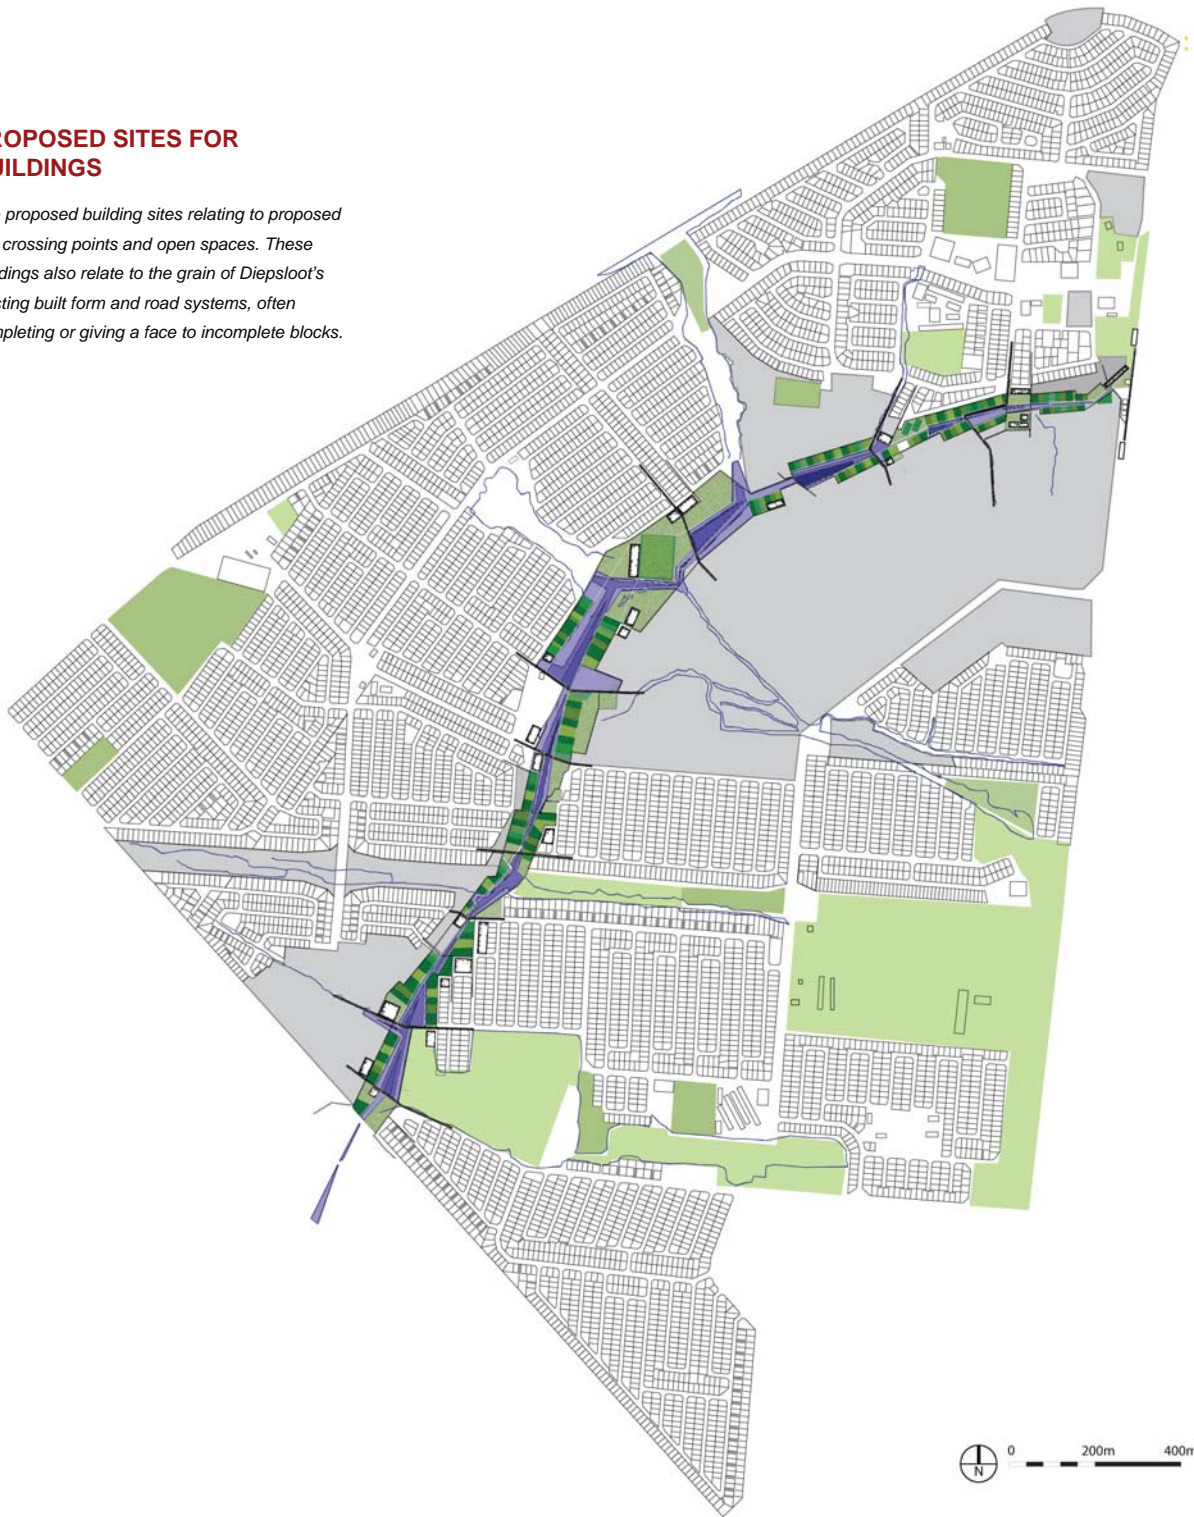 ROPOSED SITES FOR
UILDINGS
proposed building sites relating to proposed
crossing points and open spaces. These
dings also relate to the grain of Diepsloot's
sting built form and road systems, often
mpleting or giving a face to incomplete blocks.
N
0 200m 400m